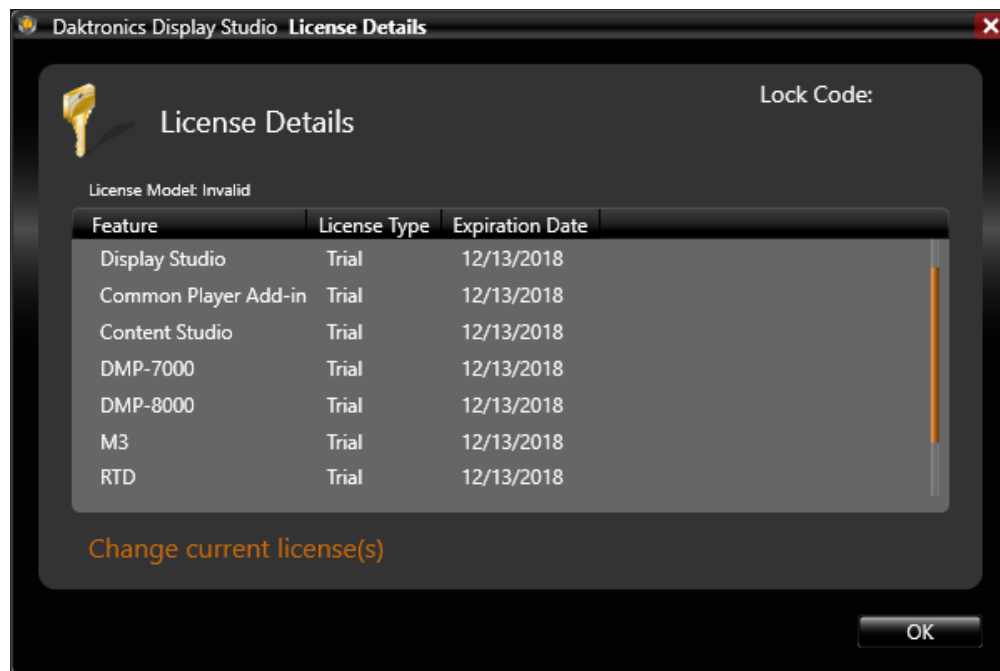 Daktronics Display Studio License Details
Lock Code:
License Details
License Model: Invalid
Feature License Type Expiration Date
Display Studio Trial 12/13/2018
Common Player Add-in Trial 12/13/2018
Content Studio Trial 12/13/2018
DMP-7000 Trial 12/13/2018
DMP-8000 Trial 12/13/2018
M3 Trial 12/13/2018
RTD Trial 12/13/2018
Change current license(s)
OK